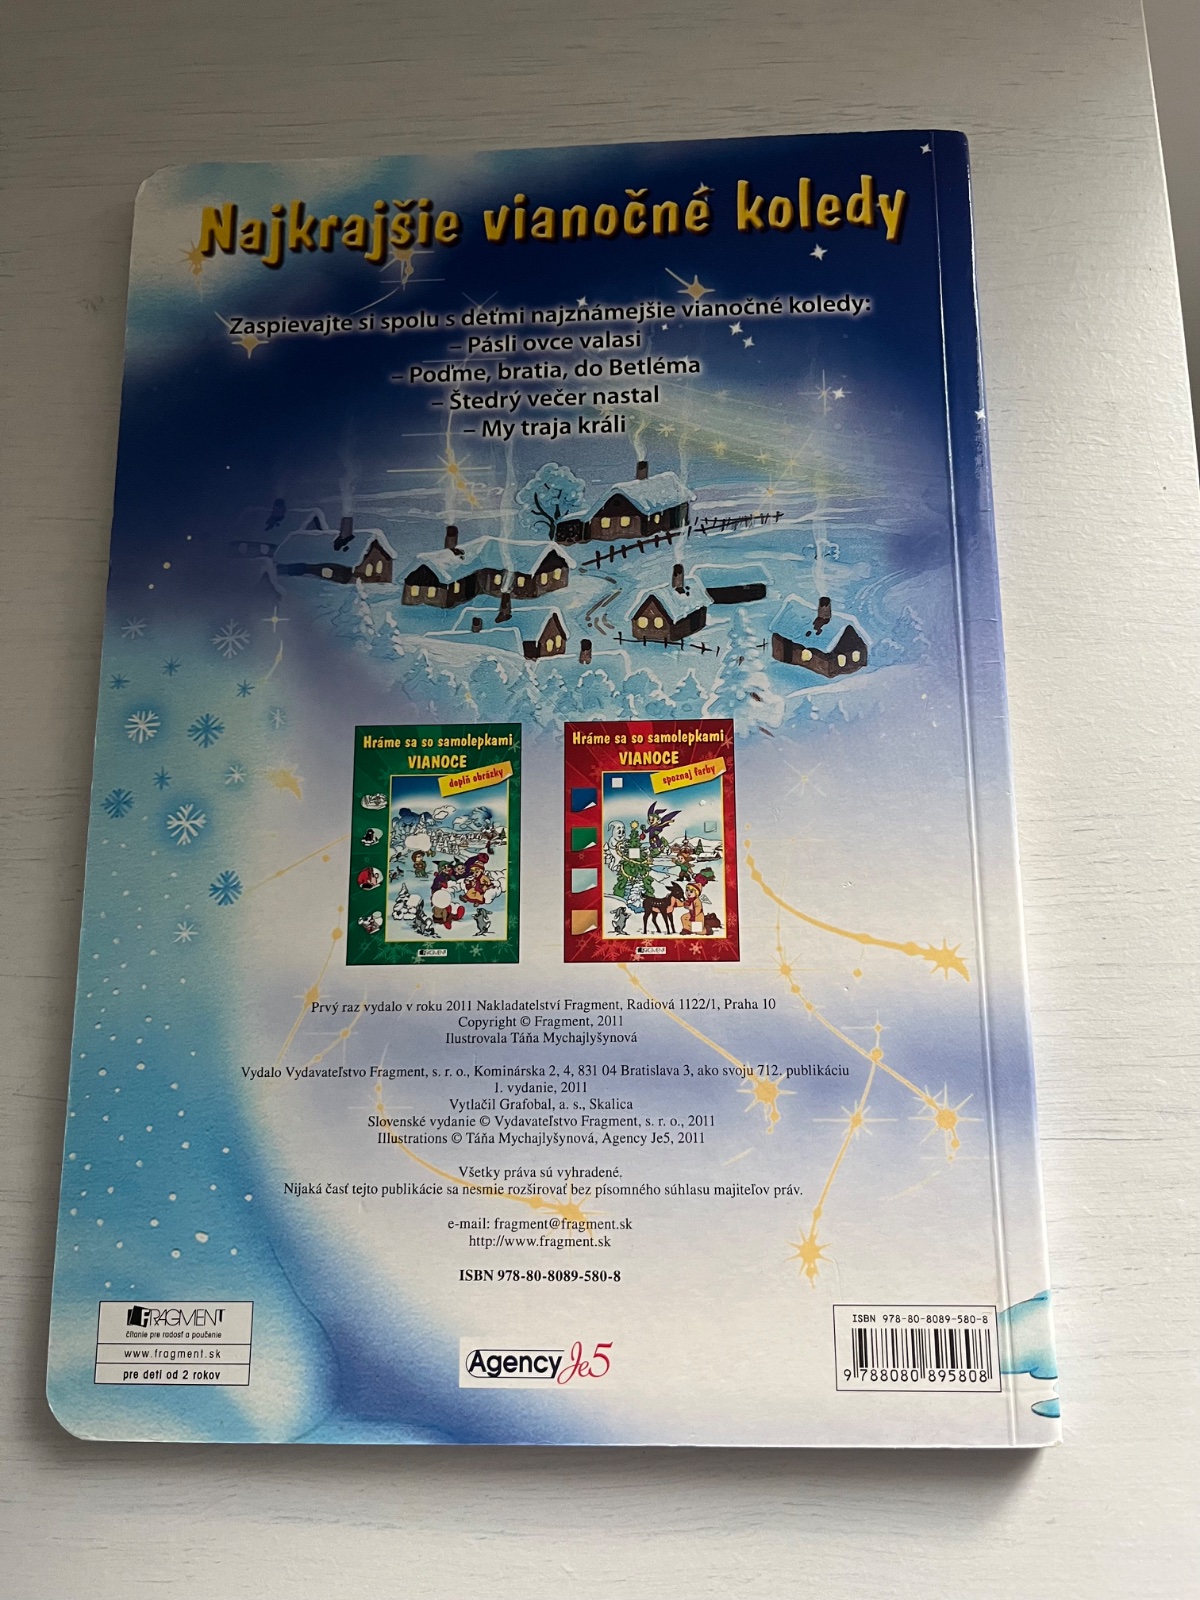 Najkrajšie vianočné koledy
Zaspievajte si spolu s deťmi najznámejšie vianočné koledy:
– Pásli ovce valasi
– Poďme, bratia, do Betléma
– Štedrý večer nastal
– My traja králi
Hráme sa so samolepkami
VIANOCE
doplň obrázky
FRAGMENT
Hráme sa so samolepkami
VIANOCE
spoznaj farby
FRAGMENT
Prvý raz vydalo v roku 2011 Nakladatelství Fragment, Radiová 1122/1, Praha 10
Copyright © Fragment, 2011
Ilustrovala Táňa Mychajlyšynová
Vydalo Vydavateľstvo Fragment, s. r. o., Kominárska 2, 4, 831 04 Bratislava 3, ako svoju 712. publikáciu
1. vydanie, 2011
Vytlačil Grafobal, a. s., Skalica
Slovenské vydanie © Vydavateľstvo Fragment, s. r. o., 2011
Illustrations © Táňa Mychajlyšynová, Agency Je5, 2011
Všetky práva sú vyhradené.
Nijaká časť tejto publikácie sa nesmie rozširovať bez písomného súhlasu majiteľov práv.
e-mail: fragment@fragment.sk
http://www.fragment.sk
ISBN 978-80-8089-580-8
FRAGMENT
čítanie pre radosť a poučenie
www.fragment.sk
pre deti od 2 rokov
Agency Je5
ISBN 978-80-8089-580-8
9 788080 895808